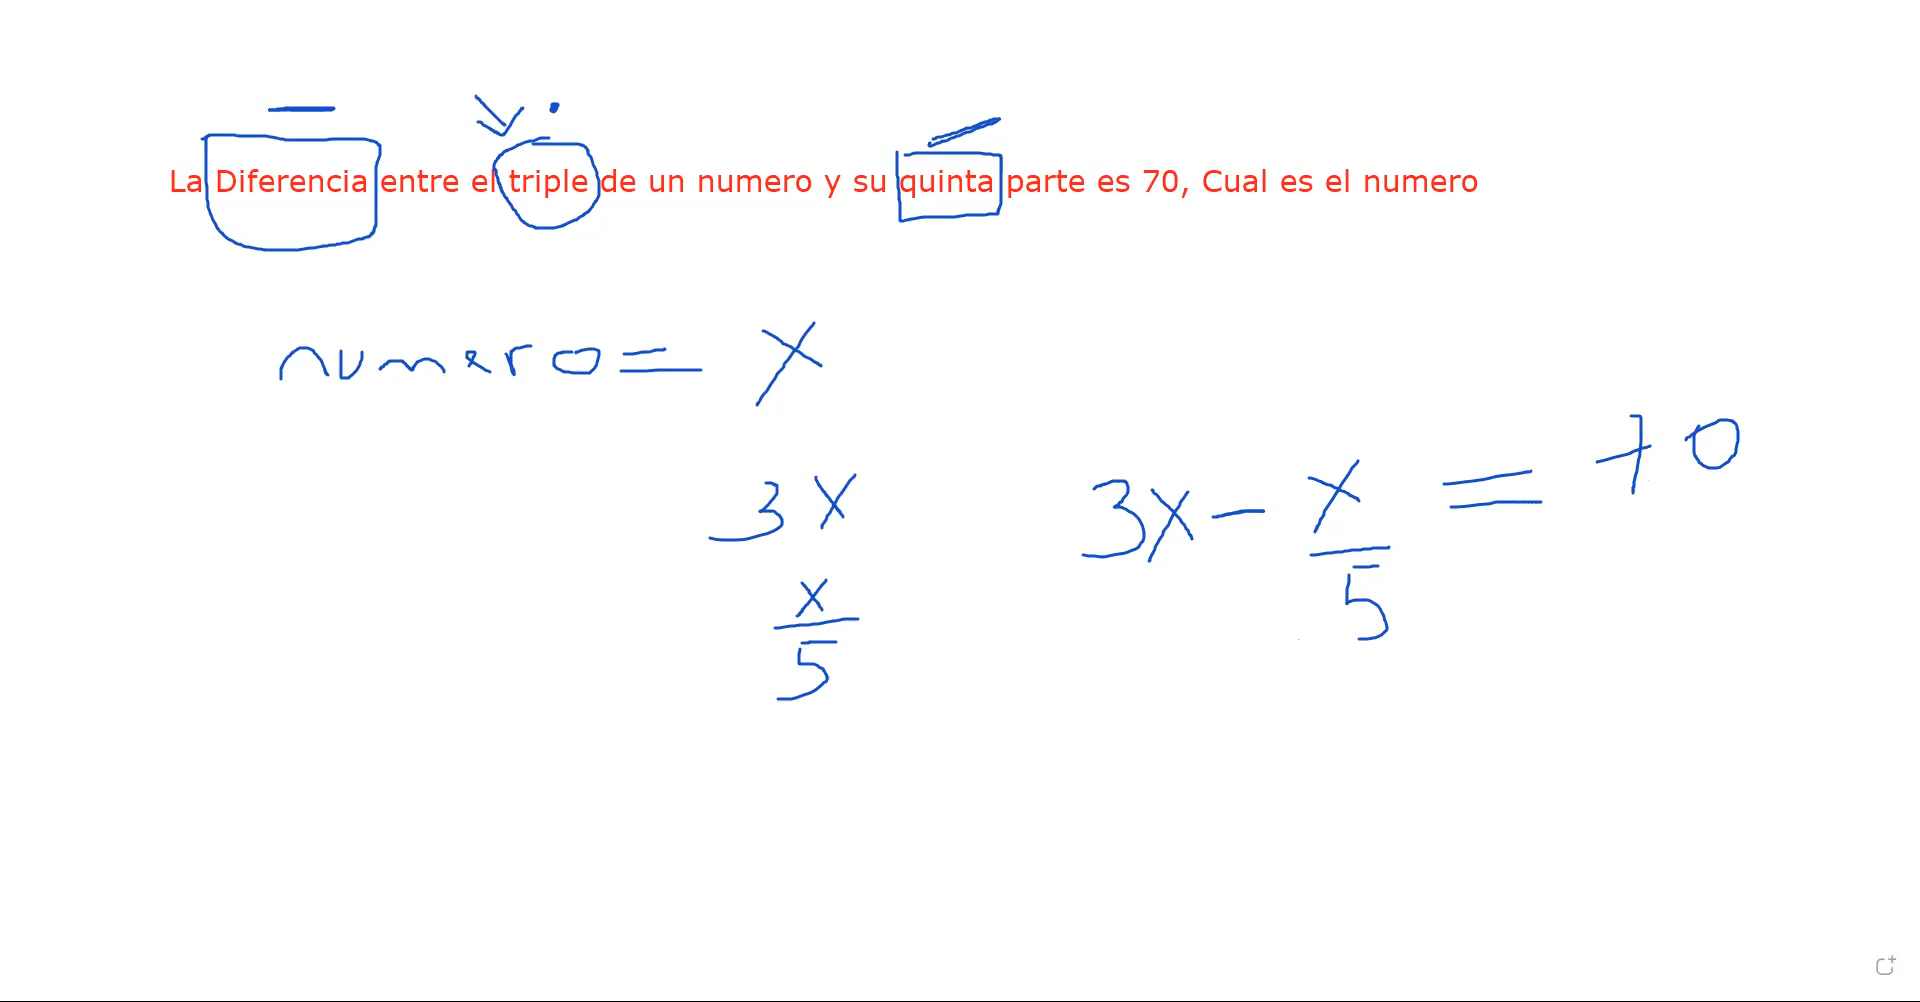 La Diferencia entre el triple de un numero y su quinta parte es 70, Cual es el numero
numero = x
3x
x/5
3x - x/5 = 70